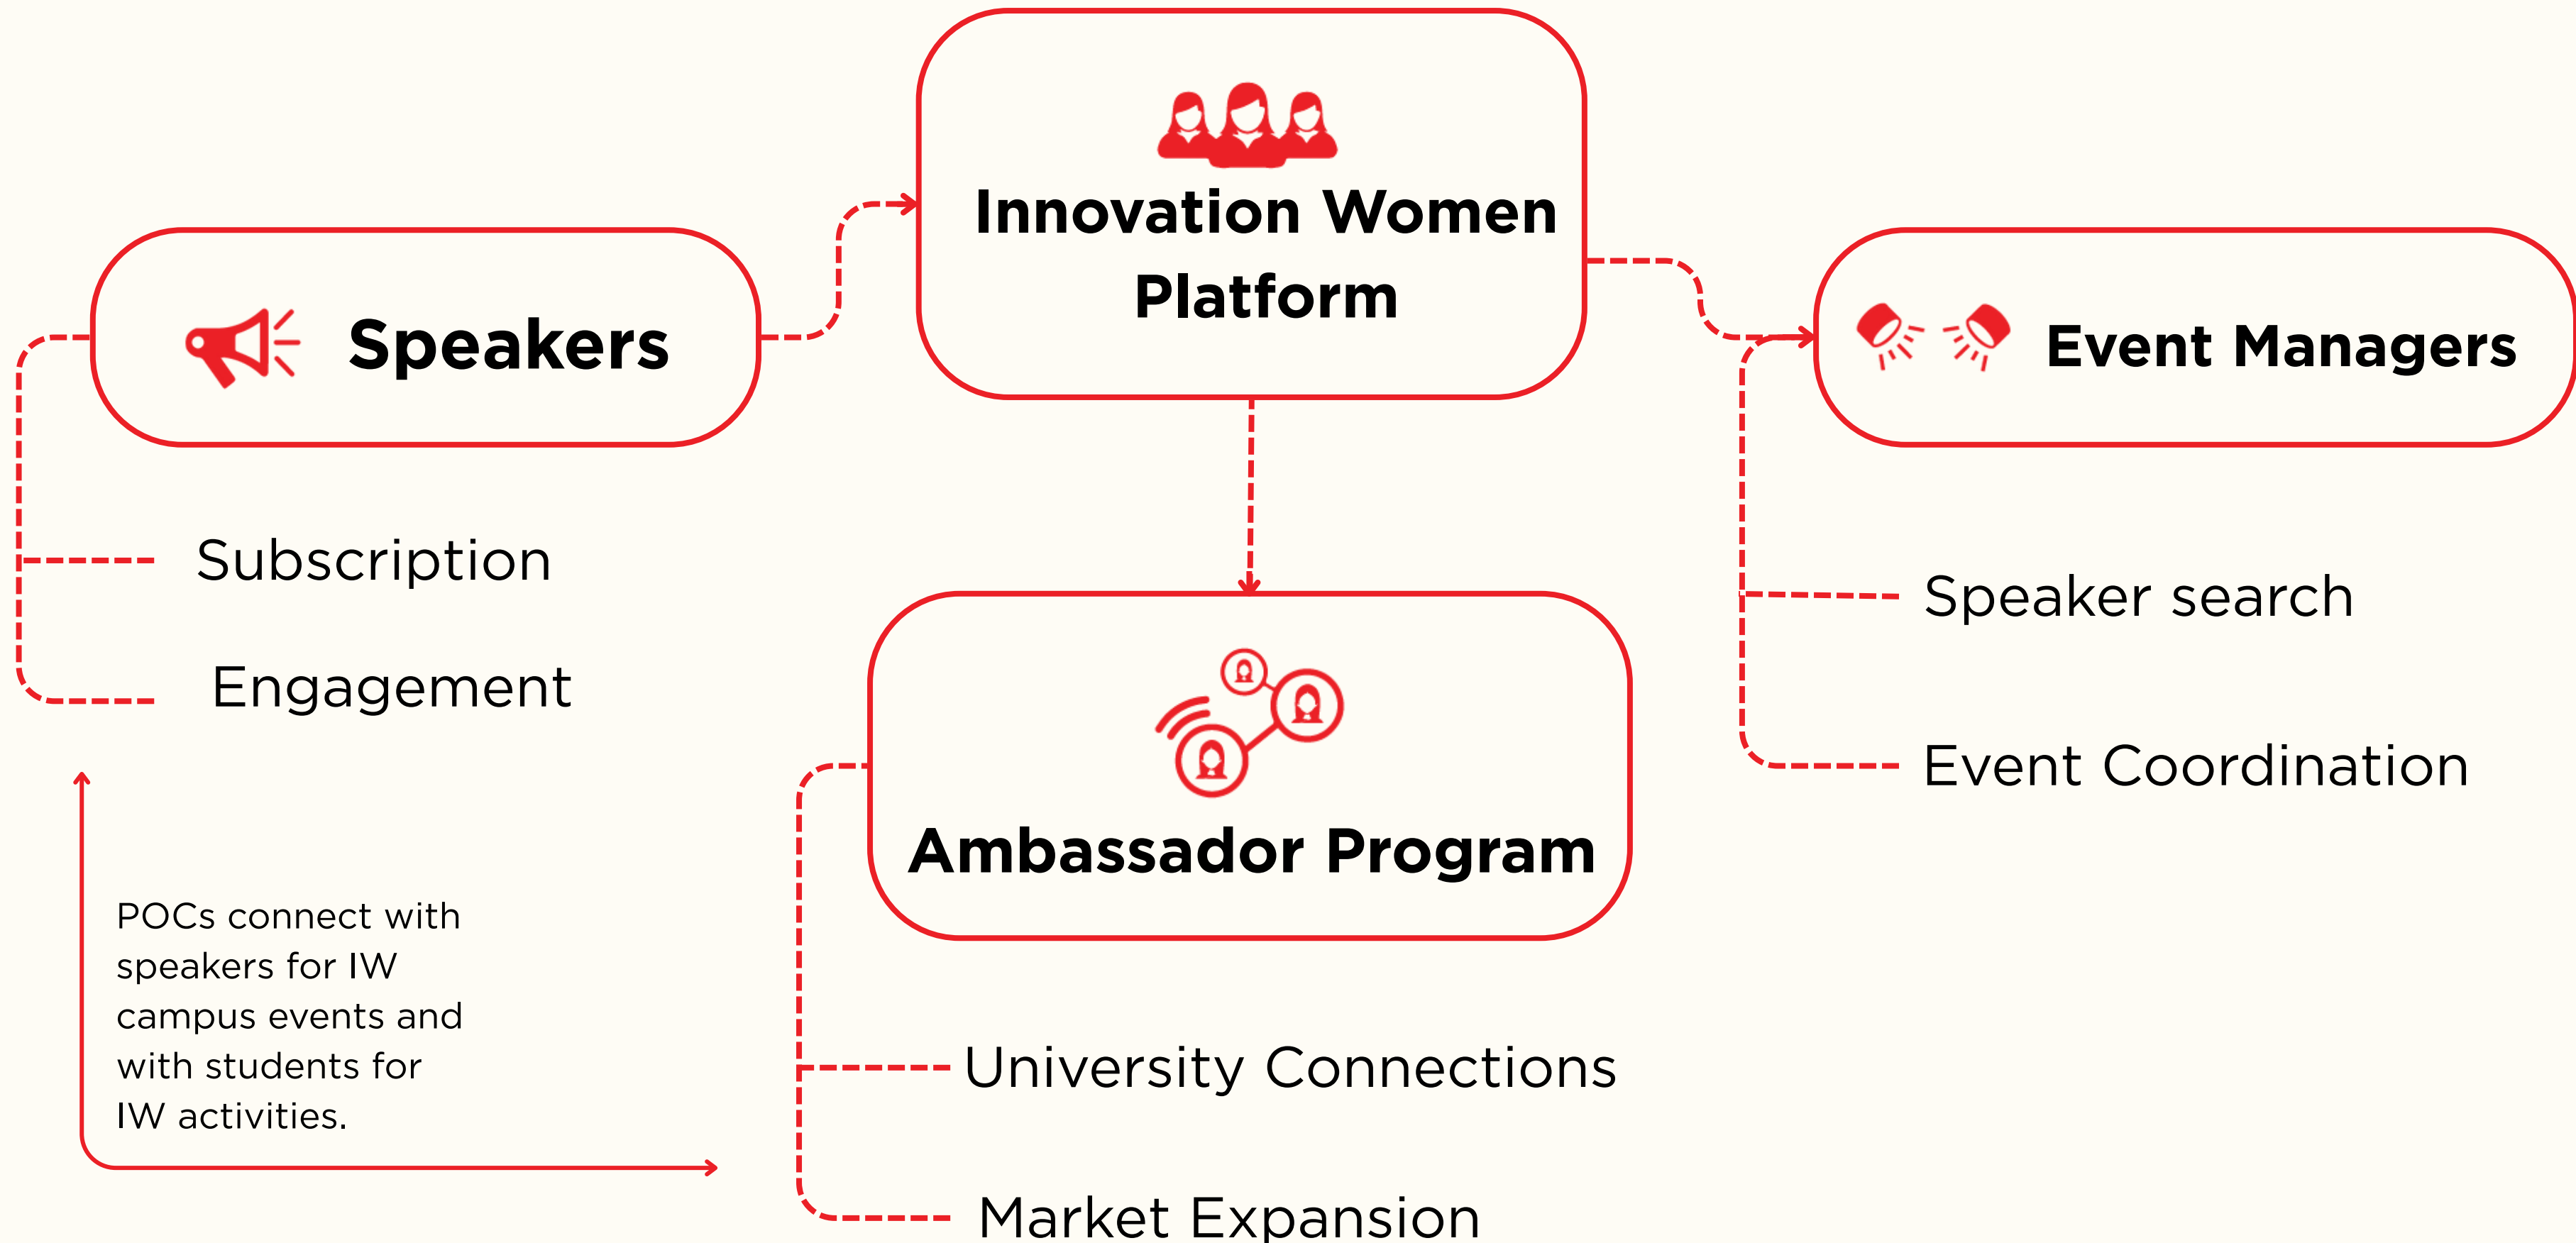 Innovation Women
Platform
Speakers
Event Managers
Subscription
Engagement
Speaker search
Event Coordination
Ambassador Program
POCs connect with
speakers for IW
campus events and
with students for
IW activities.
University Connections
Market Expansion